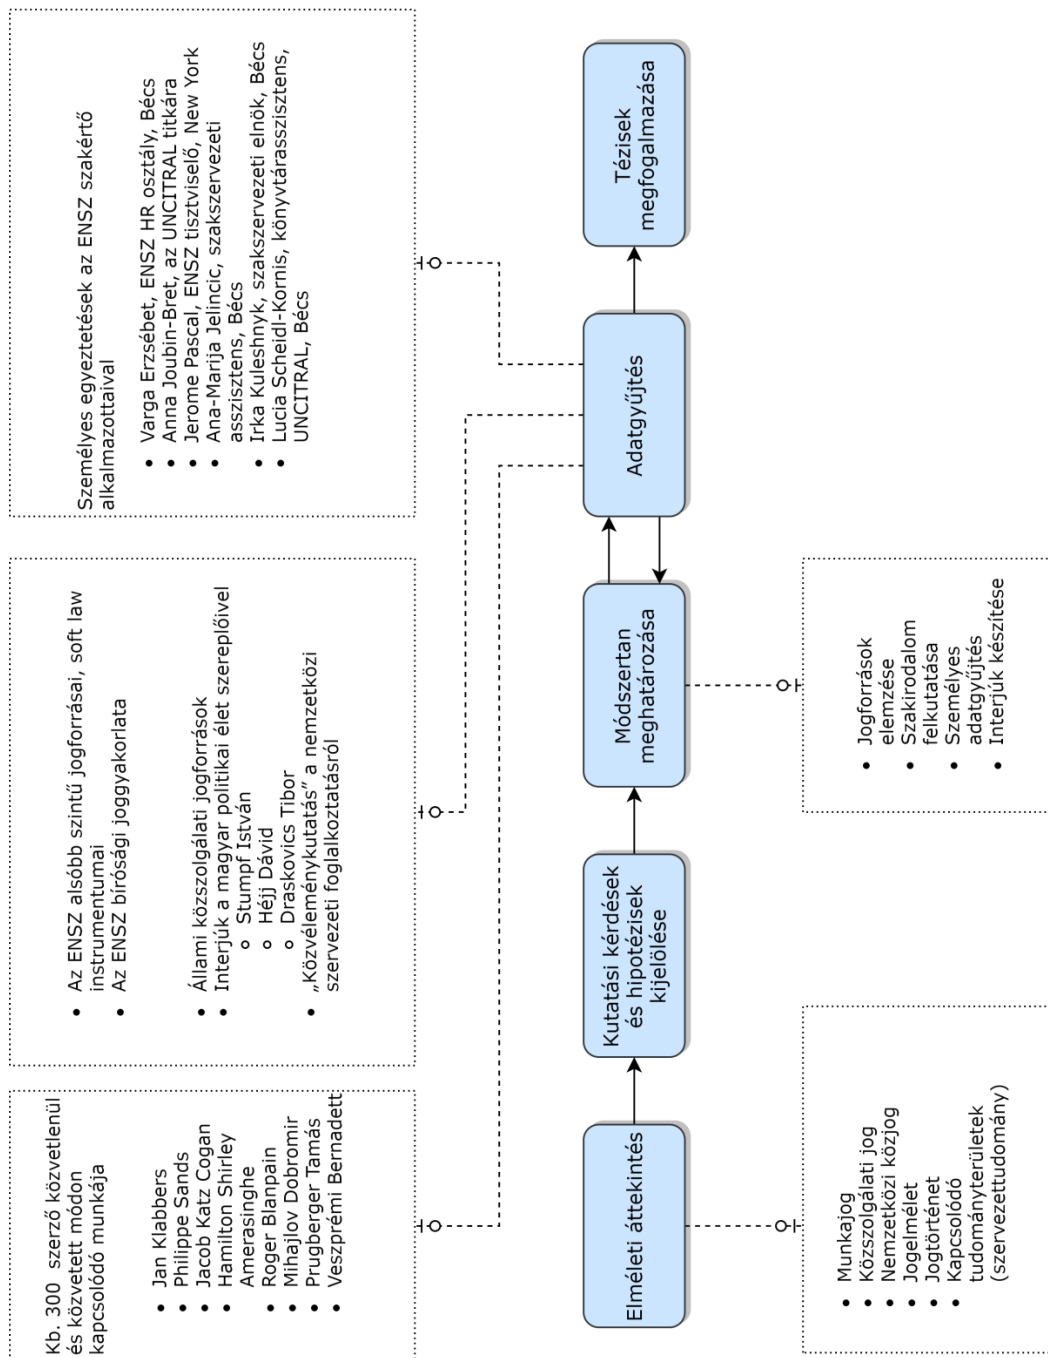 Kb. 300 szerző közvetlenül
és közvetett módon
kapcsolódó munkája
• Jan Klabbers
• Philippe Sands
• Jacob Katz Cogan
• Hamilton Shirley
Amerasinghe
• Roger Blanpain
• Mihajlov Dobromir
• Prugberger Tamás
• Veszprémi Bernadett
• Az ENSZ alsóbb szintű jogforrásai, soft law
instrumentumai
• Az ENSZ bírósági joggyakorlata
• Állami közszolgálati jogforrások
• Interjúk a magyar politikai élet szereplőivel
○ Stumpf István
○ Héjj Dávid
○ Draskovics Tibor
• „Közvéleménykutatás” a nemzetközi
szervezeti foglalkoztatásról
Személyes egyeztetések az ENSZ szakértő
alkalmazottaival
• Varga Erzsébet, ENSZ HR osztály, Bécs
• Anna Joubin-Bret, az UNCITRAL titkára
• Jerome Pascal, ENSZ tisztviselő, New York
• Ana-Marija Jelincic, szakszervezeti
asszisztens, Bécs
• Irka Kuleshnyk, szakszervezeti elnök, Bécs
• Lucia Scheidl-Kornis, könyvtárasszisztens,
UNCITRAL, Bécs
Elméleti áttekintés
Kutatási kérdések
és hipotézisek
kijelölése
Módszertan
meghatározása
Adatgyűjtés
Tézisek
megfogalmazása
• Munkajog
• Közszolgálati jog
• Nemzetközi közjog
• Jogelmélet
• Jogtörténet
• Kapcsolódó
tudományterületek
(szervezettudomány)
• Jogforrások
elemzése
• Szakirodalom
felkutatása
• Személyes
adatgyűjtés
• Interjúk készítése